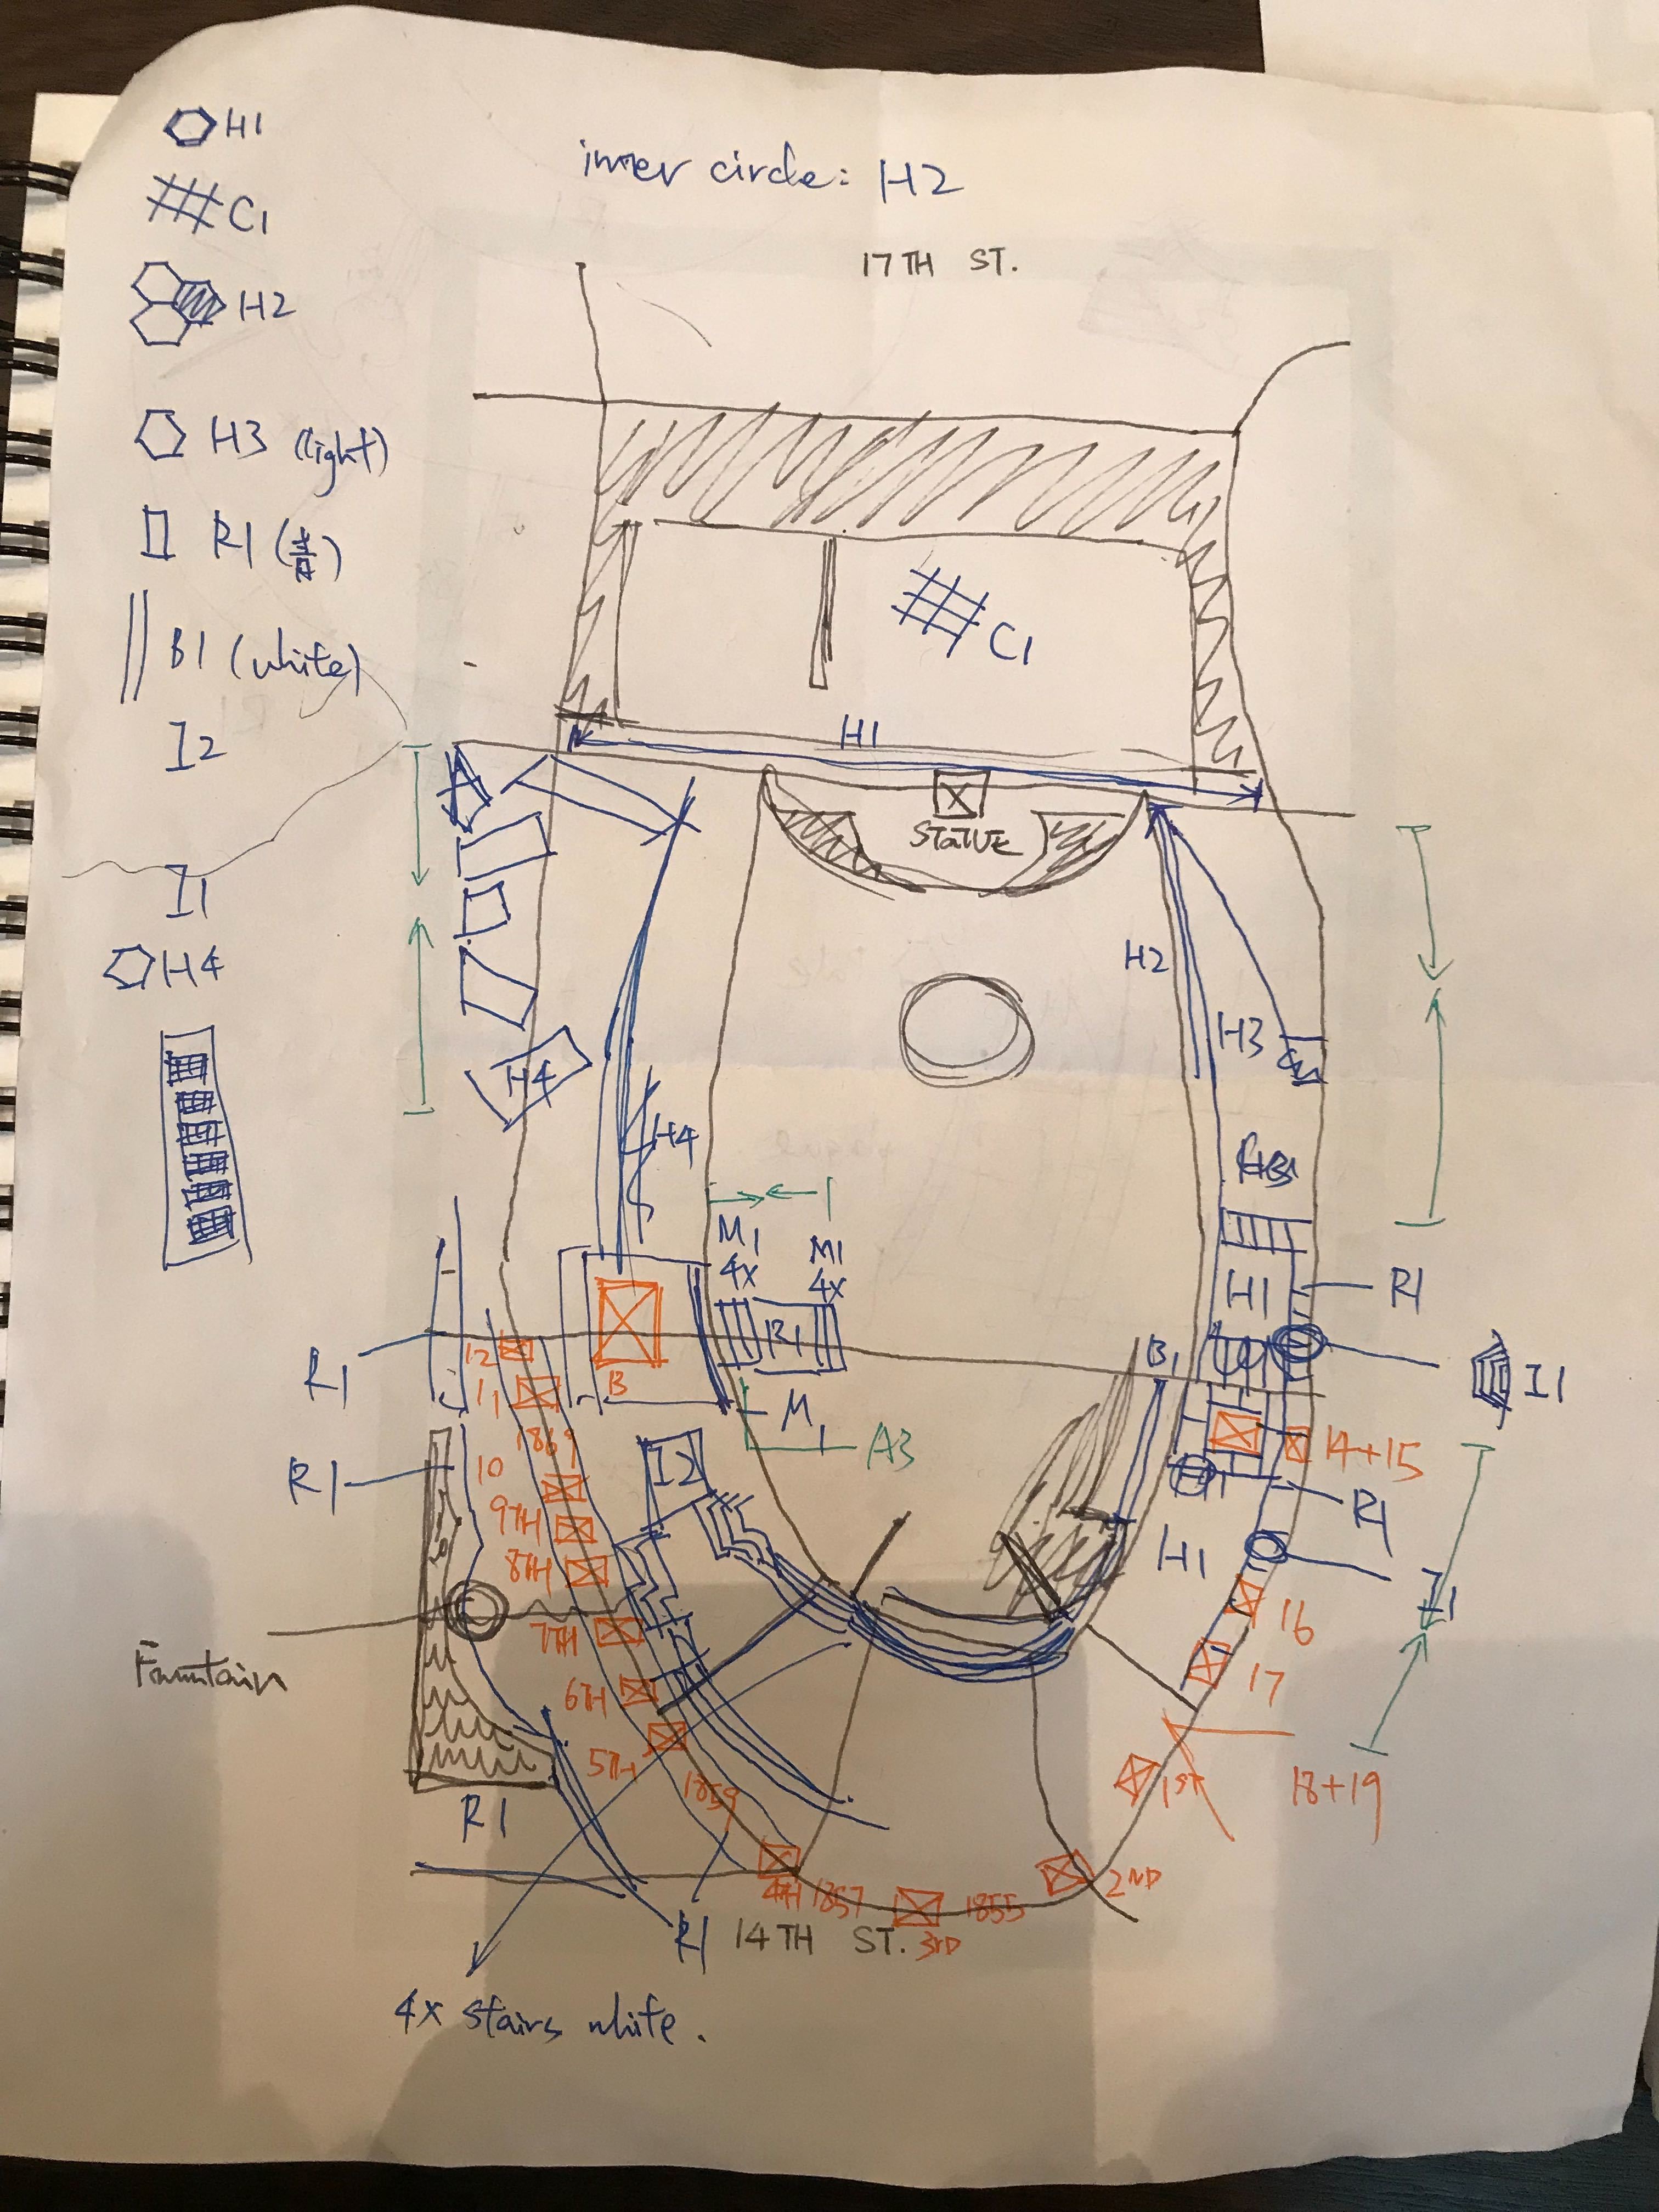 H1
inner circle: H2
C1
17TH ST.
H2
H3 (light)
R1 (青)
C1
B1 (white)
I2
H1
STATUE
I1
H2
H4
H3
H4
H4
M1
4x
M1
4x
H1
R1
R1
12
R1
B
B1
I1
11
M1
1869
A3
14+15
R1
10
I2
9TH
R1
8TH
H1
I1
7TH
16
Fountain
6TH
17
5TH
1859
1ST
18+19
R1
4TH 1857
1855
2ND
R1
14TH ST.
3RD
4x stairs white.